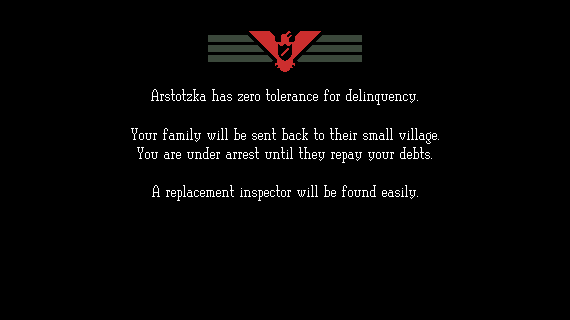 Arstotzka has zero tolerance for delinquency.
Your family will be sent back to their small village.
You are under arrest until they repay your debts.
A replacement inspector will be found easily.